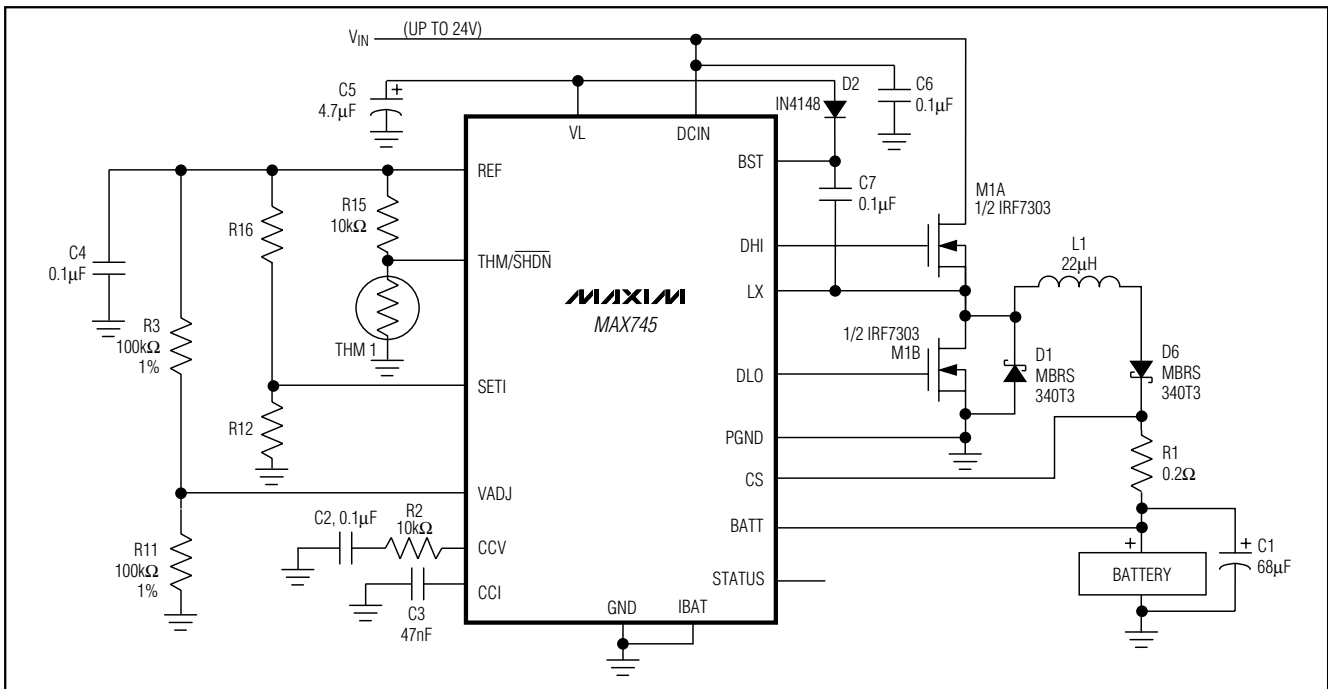 VIN (UP TO 24V)
C5
4.7µF
D2
IN4148
C6
0.1µF
VL
DCIN
REF
BST
C7
0.1µF
M1A
1/2 IRF7303
R15
10kΩ
R16
C4
0.1µF
THM/SHDN
DHI
L1
22µH
LX
MAXIM
MAX745
R3
100kΩ
1%
THM 1
1/2 IRF7303
M1B
D1
MBRS
340T3
D6
MBRS
340T3
DLO
SETI
R12
PGND
CS
R1
0.2Ω
VADJ
C2, 0.1µF
R2
10kΩ
BATT
R11
100kΩ
1%
CCV
+
+
C1
68µF
BATTERY
STATUS
CCI
C3
47nF
GND
IBAT
+